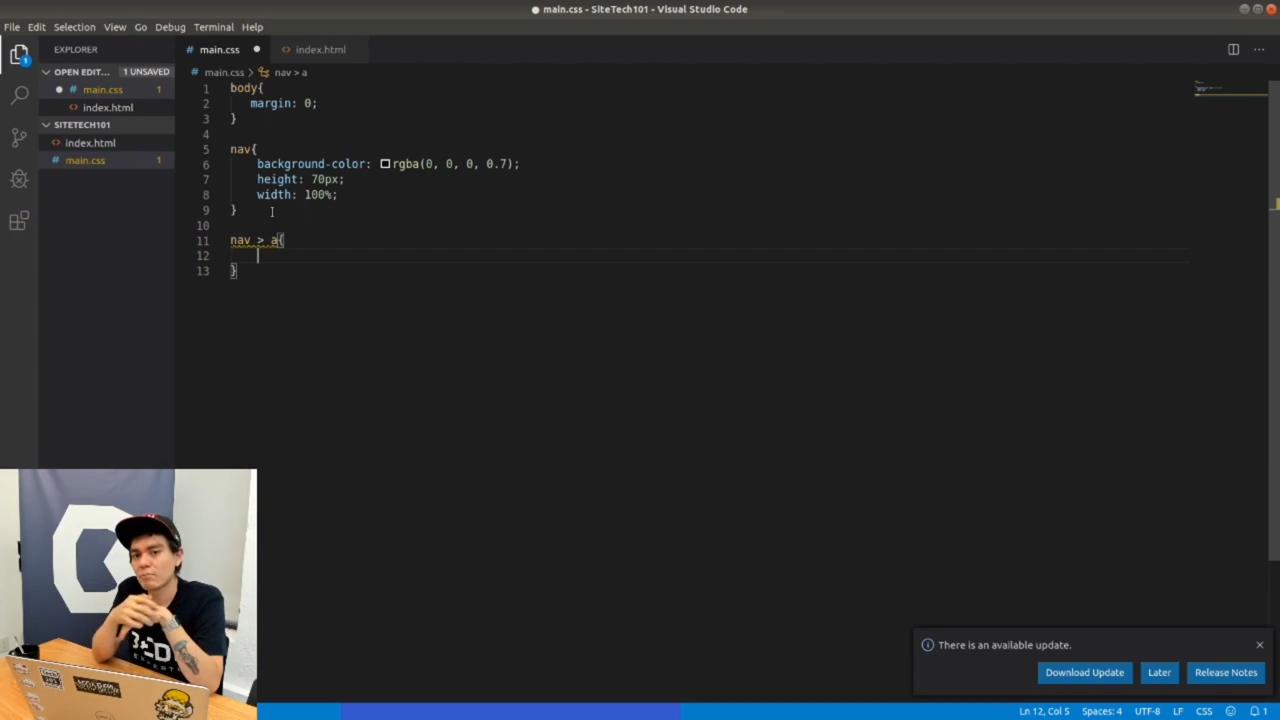 main.css - SiteTech101 - Visual Studio Code
File Edit Selection View Go Debug Terminal Help
EXPLORER
# main.css
<> index.html
OPEN EDIT... 1 UNSAVED
# main.css > nav > a
# main.css 1
<> index.html
SITETECH101
<> index.html
# main.css 1
1
1 body{
2 margin: 0;
3 }
4
5 nav{
6 background-color: rgba(0, 0, 0, 0.7);
7 height: 70px;
8 width: 100%;
9 }
10
11 nav > a{
12
13 }
There is an available update.
Download Update Later Release Notes
Ln 12, Col 5 Spaces: 4 UTF-8 LF CSS 1